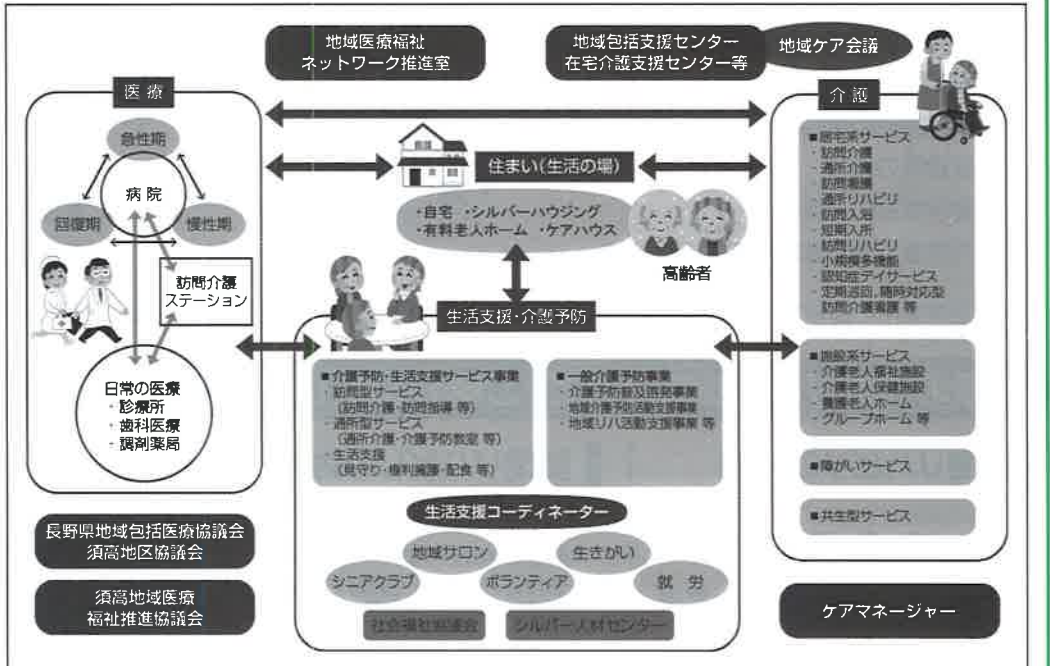 地域医療福祉
ネットワーク推進室
地域包括支援センター
在宅介護支援センター等
地域ケア会議
医療
急性期
病院
回復期
慢性期
訪問介護
ステーション
日常の医療
・診療所
・歯科医療
・調剤薬局
住まい(生活の場)
・自宅 ・シルバーハウジング
・有料老人ホーム ・ケアハウス
高齢者
介護
■居宅系サービス
・訪問介護
・通所介護
・訪問看護
・通所リハビリ
・訪問入浴
・短期入所
・訪問リハビリ
・小規模多機能
・認知症デイサービス
・定期巡回、随時対応型
訪問介護看護 等
■施設系サービス
・介護老人福祉施設
・介護老人保健施設
・養護老人ホーム
・グループホーム 等
■障がいサービス
■共生型サービス
生活支援・介護予防
■介護予防・生活支援サービス事業
・訪問型サービス
(訪問介護・訪問指導 等)
・通所型サービス
(通所介護・介護予防教室 等)
・生活支援
(見守り・権利擁護・配食 等)
■一般介護予防事業
・介護予防普及啓発事業
・地域介護予防活動支援事業
・地域リハ活動支援事業 等
生活支援コーディネーター
地域サロン
生きがい
シニアクラブ
ボランティア
就労
社会福祉協議会
シルバー人材センター
長野県地域包括医療協議会
須高地区協議会
須高地域医療
福祉推進協議会
ケアマネージャー